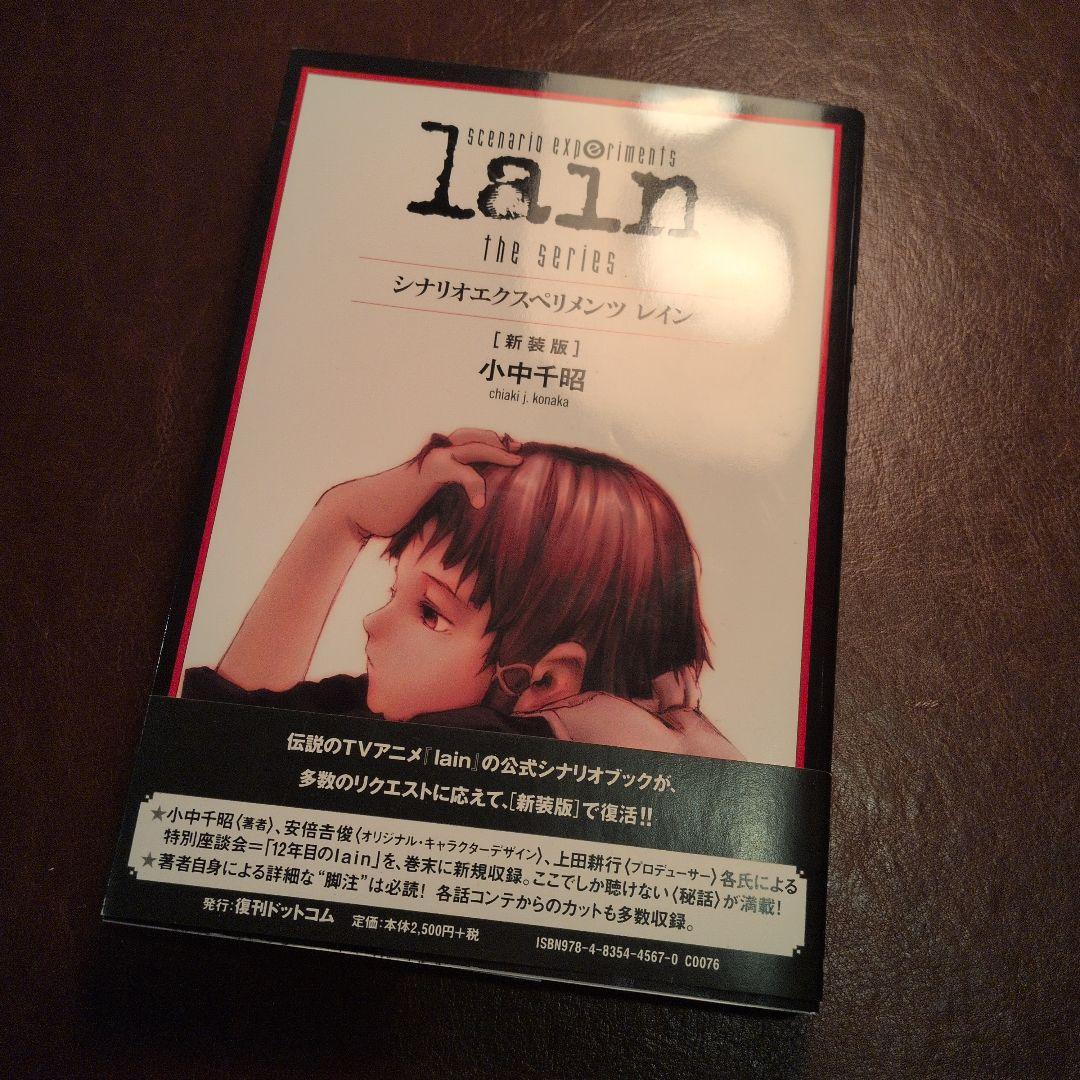 scenario experiments
lain
the series
シナリオエクスペリメンツ レイン
[新装版]
小中千昭
chiaki j. konaka
伝説のTVアニメ『lain』の公式シナリオブックが、
多数のリクエストに応えて、[新装版]で復活!!
★小中千昭〈著者〉、安倍吉俊〈オリジナル・キャラクターデザイン〉、上田耕行〈プロデューサー〉各氏による
特別座談会=「12年目のlain」を、巻末に新規収録。ここでしか聴けない〈秘話〉が満載!
★著者自身による詳細な“脚注”は必読! 各話コンテからのカットも多数収録。
発行:復刊ドットコム 定価:本体2,500円+税 ISBN978-4-8354-4567-0 C0076